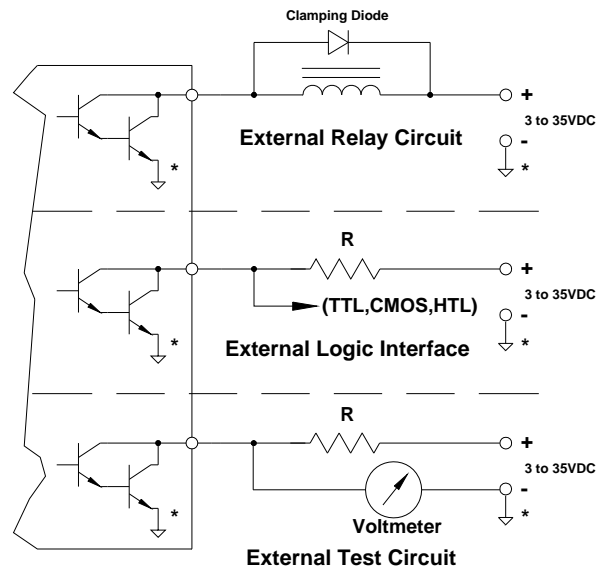 Clamping Diode
+
3 to 35VDC
-
*
*
External Relay Circuit
R
+
3 to 35VDC
-
*
*
(TTL,CMOS,HTL)
External Logic Interface
R
+
3 to 35VDC
-
*
*
Voltmeter
External Test Circuit